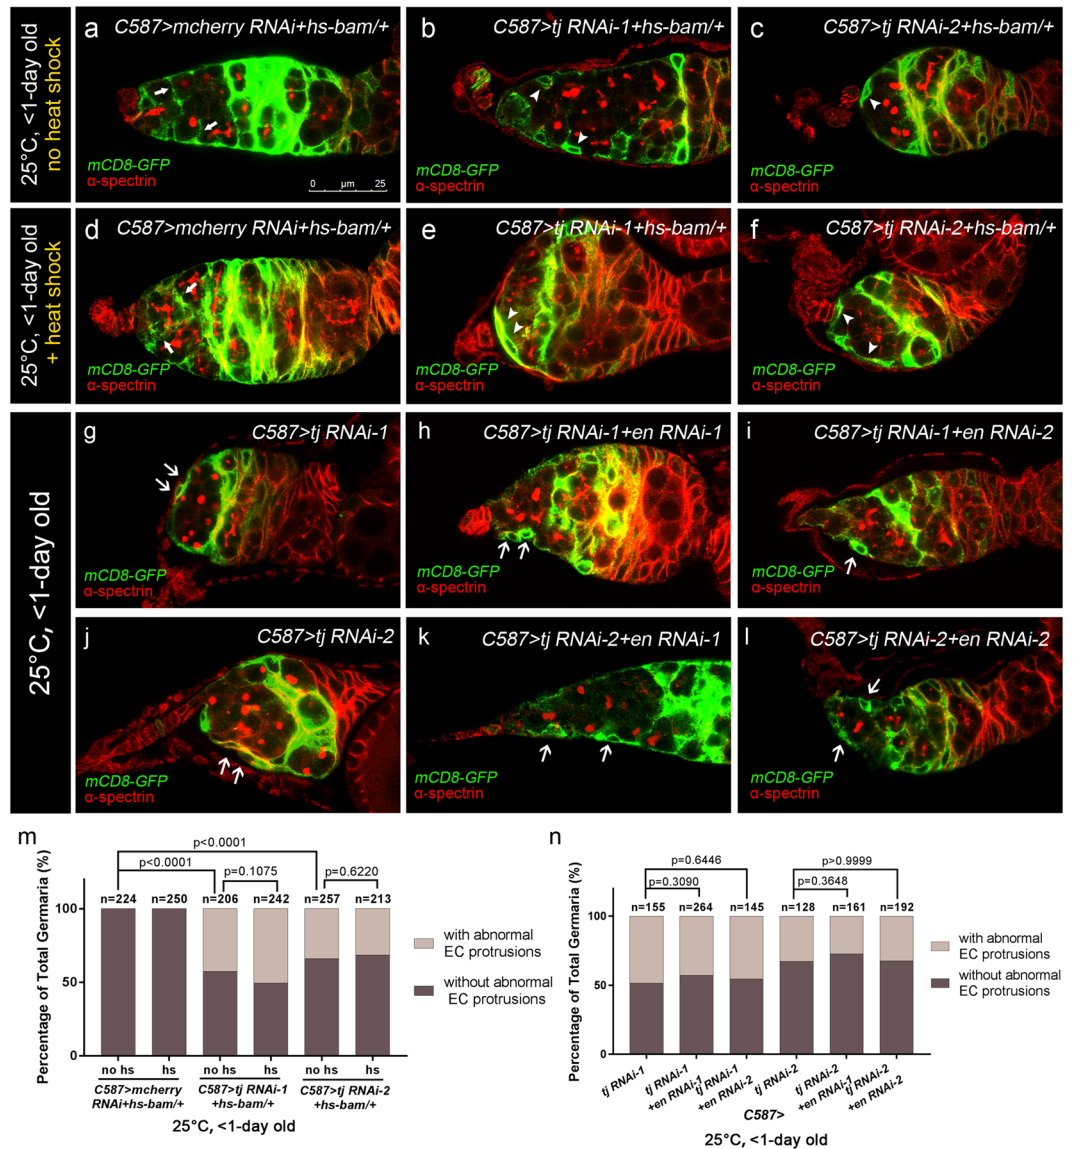 25°C, <1-day old
no heat shock
a
C587>mcherry RNAi+hs-bam/+
mCD8-GFP
α-spectrin
0 μm 25
b
C587>tj RNAi-1+hs-bam/+
mCD8-GFP
α-spectrin
c
C587>tj RNAi-2+hs-bam/+
mCD8-GFP
α-spectrin
25°C, <1-day old
+ heat shock
d
C587>mcherry RNAi+hs-bam/+
mCD8-GFP
α-spectrin
e
C587>tj RNAi-1+hs-bam/+
mCD8-GFP
α-spectrin
f
C587>tj RNAi-2+hs-bam/+
mCD8-GFP
α-spectrin
25°C, <1-day old
g
C587>tj RNAi-1
mCD8-GFP
α-spectrin
h
C587>tj RNAi-1+en RNAi-1
mCD8-GFP
α-spectrin
i
C587>tj RNAi-1+en RNAi-2
mCD8-GFP
α-spectrin
j
C587>tj RNAi-2
mCD8-GFP
α-spectrin
k
C587>tj RNAi-2+en RNAi-1
mCD8-GFP
α-spectrin
l
C587>tj RNAi-2+en RNAi-2
mCD8-GFP
α-spectrin
m
Percentage of Total Germaria (%)
100
50
0
p<0.0001
p<0.0001
p=0.1075
p=0.6220
n=224 n=250 n=206 n=242 n=257 n=213
with abnormal
EC protrusions
without abnormal
EC protrusions
no hs hs no hs hs no hs hs
C587>mcherry
RNAi+hs-bam/+
C587>tj RNAi-1
+hs-bam/+
C587>tj RNAi-2
+hs-bam/+
25°C, <1-day old
n
Percentage of Total Germaria (%)
100
50
0
p=0.6446
p>0.9999
p=0.3090
p=0.3648
n=155 n=264 n=145 n=128 n=161 n=192
with abnormal
EC protrusions
without abnormal
EC protrusions
tj RNAi-1
tj RNAi-1
+en RNAi-1
tj RNAi-1
+en RNAi-2
tj RNAi-2
tj RNAi-2
+en RNAi-1
tj RNAi-2
+en RNAi-2
C587>
25°C, <1-day old